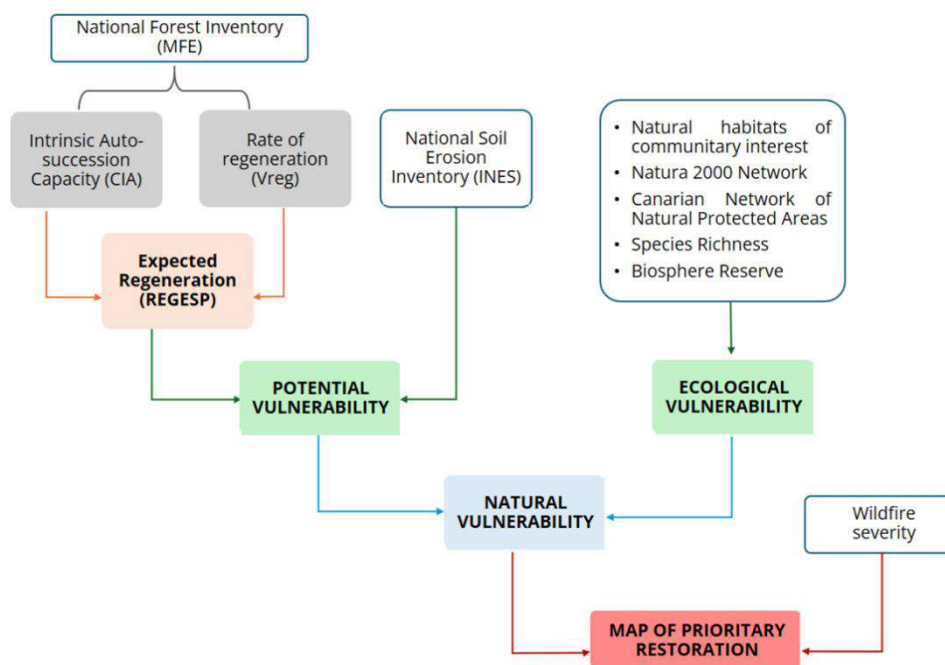 National Forest Inventory
(MFE)
Intrinsic Auto-
succession
Capacity (CIA)
Rate of
regeneration
(Vreg)
National Soil
Erosion
Inventory (INES)
• Natural habitats of
communitary interest
• Natura 2000 Network
• Canarian Network of
Natural Protected Areas
• Species Richness
• Biosphere Reserve
Expected
Regeneration
(REGESP)
POTENTIAL
VULNERABILITY
ECOLOGICAL
VULNERABILITY
NATURAL
VULNERABILITY
Wildfire
severity
MAP OF PRIORITARY
RESTORATION